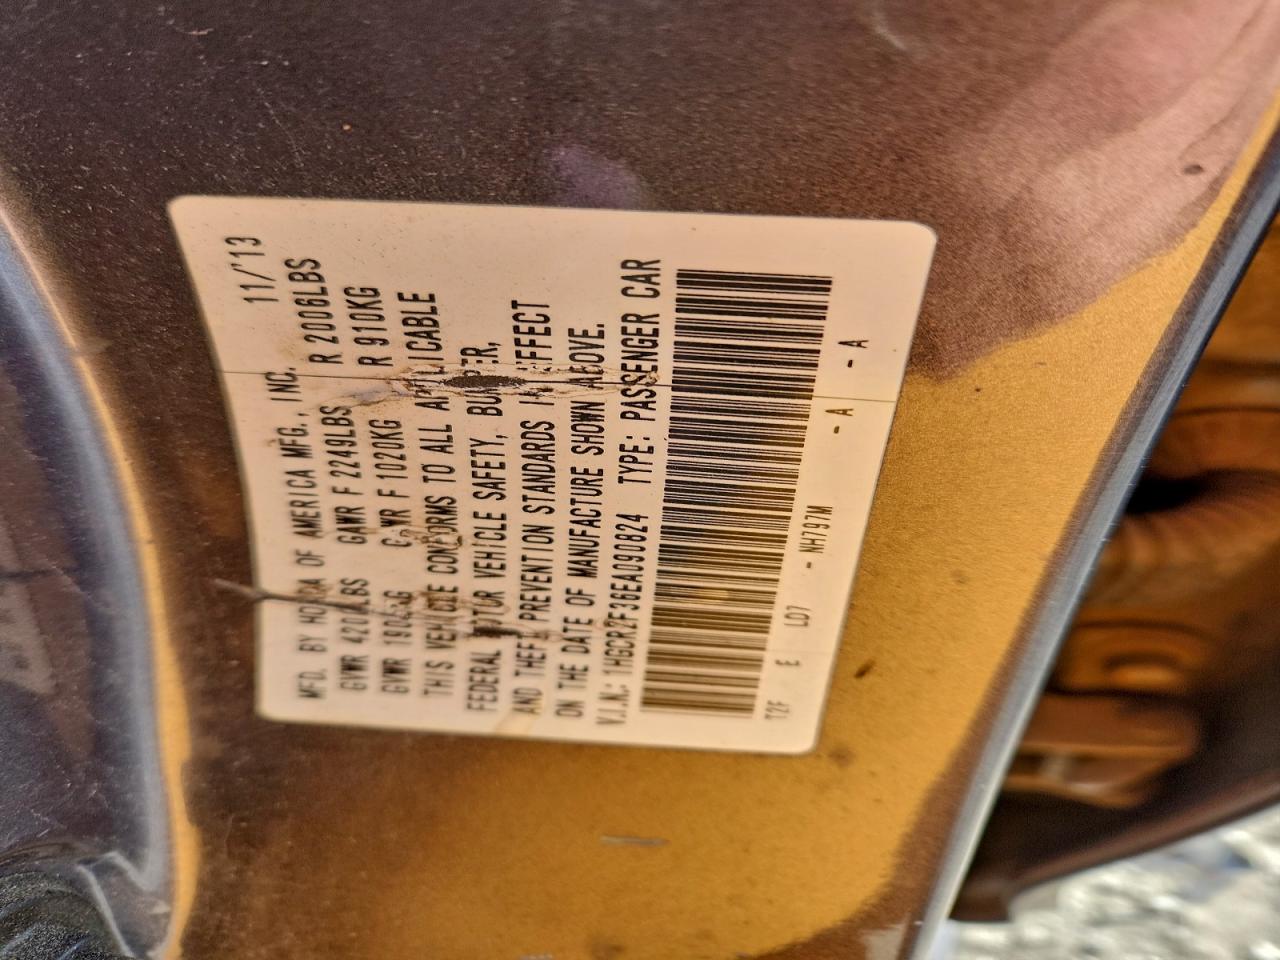 MFD. BY HONDA OF AMERICA MFG., INC. 11/'13
GVWR 4200LBS GAWR F 2249LBS R 2006LBS
GVWR 1905KG GAWR F 1020KG R 910KG
THIS VEHICLE CONFORMS TO ALL APPLICABLE
FEDERAL MOTOR VEHICLE SAFETY, BUMPER,
AND THEFT PREVENTION STANDARDS IN EFFECT
ON THE DATE OF MANUFACTURE SHOWN ABOVE.
V.I.N.: 1HGCR2F36EA090824 TYPE: PASSENGER CAR
T2F E LD7 - NH797M - A - A